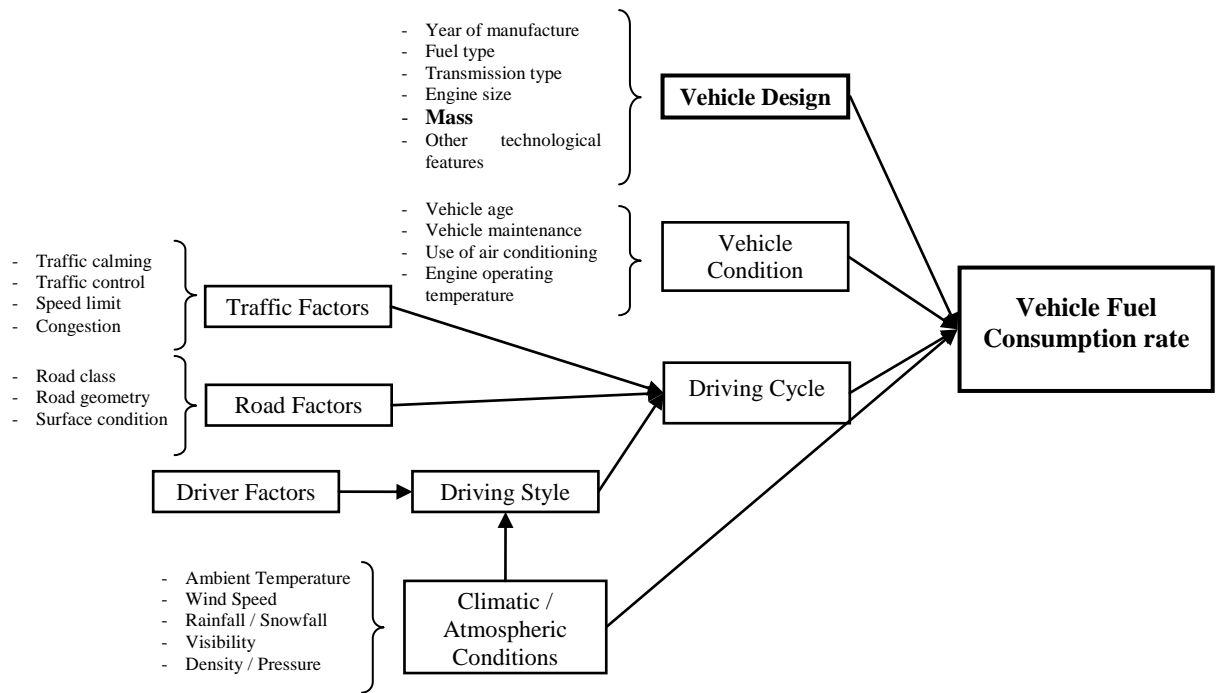 - Year of manufacture
- Fuel type
- Transmission type
- Engine size
- Mass
- Other technological
features
Vehicle Design
- Vehicle age
- Vehicle maintenance
- Use of air conditioning
- Engine operating
temperature
Vehicle
Condition
- Traffic calming
- Traffic control
- Speed limit
- Congestion
Traffic Factors
Vehicle Fuel
Consumption rate
- Road class
- Road geometry
- Surface condition
Road Factors
Driving Cycle
Driver Factors
Driving Style
- Ambient Temperature
- Wind Speed
- Rainfall / Snowfall
- Visibility
- Density / Pressure
Climatic /
Atmospheric
Conditions